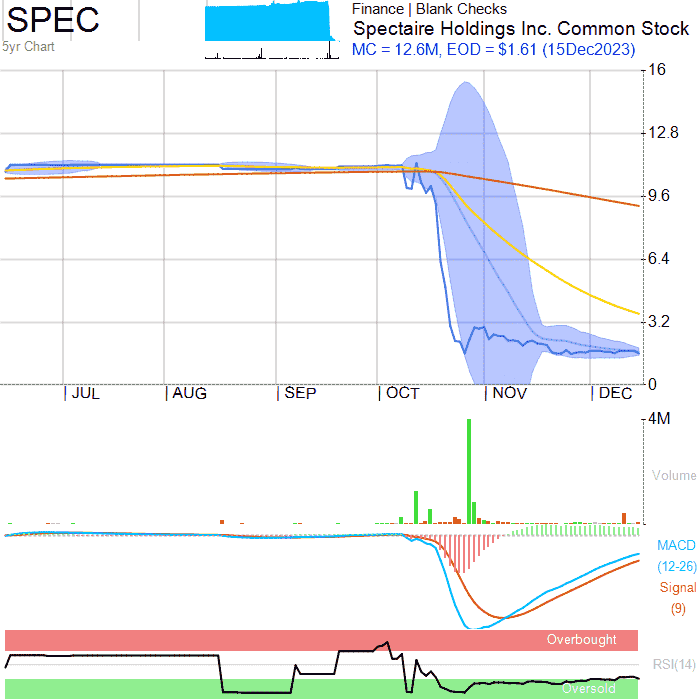 SPEC
5yr Chart
Finance | Blank Checks
Spectaire Holdings Inc. Common Stock
MC = 12.6M, EOD = $1.61 (15Dec2023)
16
12.8
9.6
6.4
3.2
0
| JUL | AUG | SEP | OCT | NOV | DEC
4M
Volume
MACD
(12-26)
Signal
(9)
Overbought
RSI(14)
Oversold